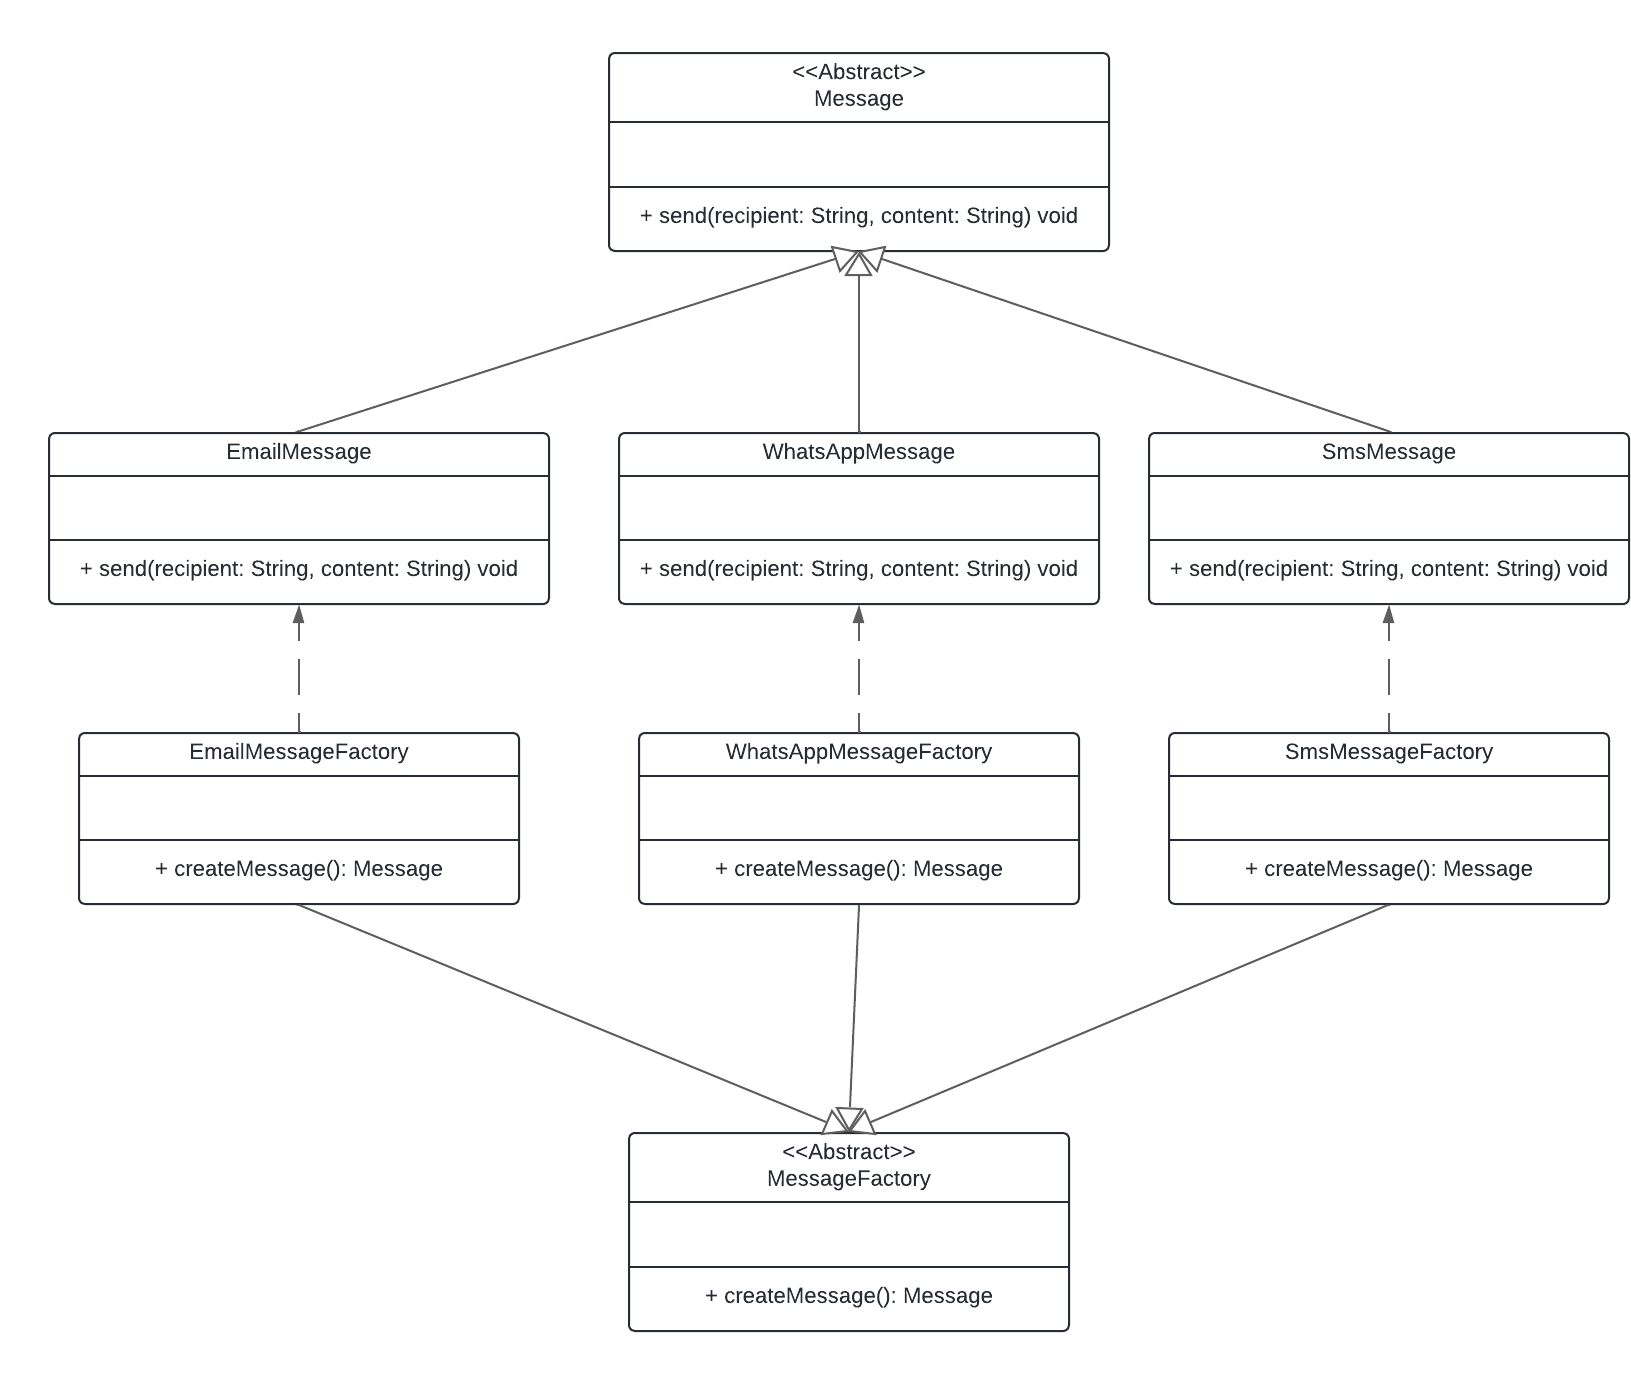 <<Abstract>>
Message
+ send(recipient: String, content: String) void
EmailMessage
+ send(recipient: String, content: String) void
WhatsAppMessage
+ send(recipient: String, content: String) void
SmsMessage
+ send(recipient: String, content: String) void
EmailMessageFactory
+ createMessage(): Message
WhatsAppMessageFactory
+ createMessage(): Message
SmsMessageFactory
+ createMessage(): Message
<<Abstract>>
MessageFactory
+ createMessage(): Message